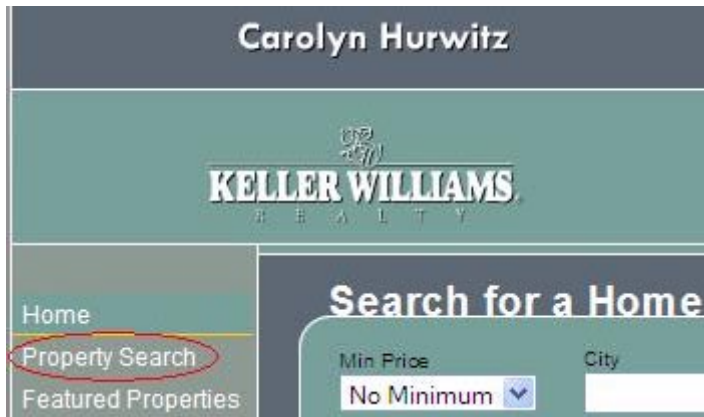 Carolyn Hurwitz
KELLER WILLIAMS
REALTY
Home
Property Search
Featured Properties
Search for a Home
Min Price City
No Minimum